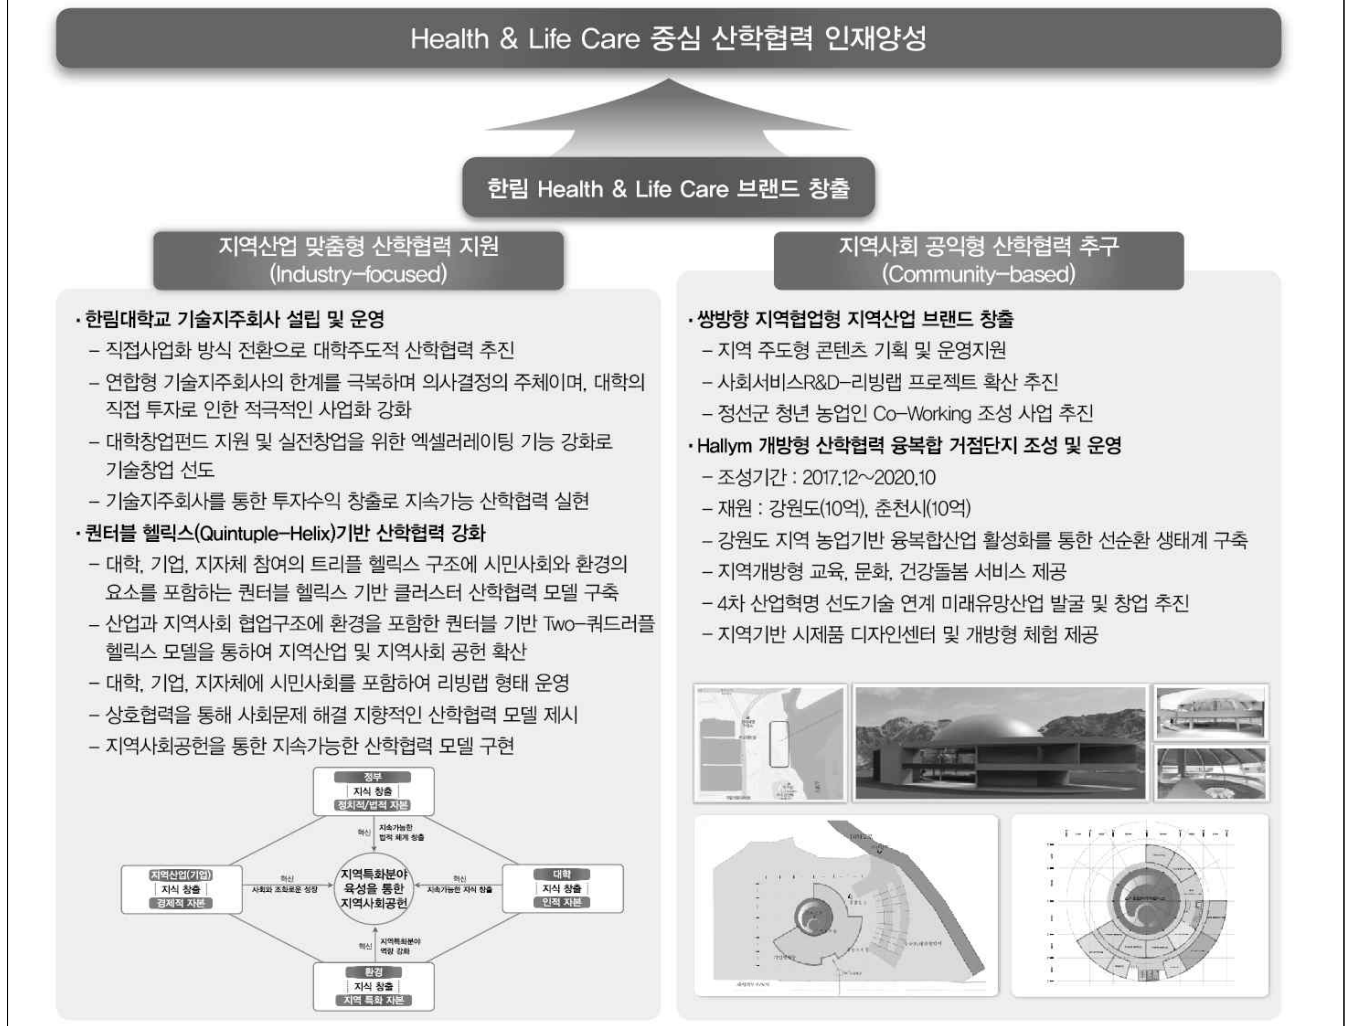 Health & Life Care 중심 산학협력 인재양성
한림 Health & Life Care 브랜드 창출
지역산업 맞춤형 산학협력 지원
(Industry-focused)
· 한림대학교 기술지주회사 설립 및 운영
– 직접사업화 방식 전환으로 대학주도적 산학협력 추진
– 연합형 기술지주회사의 한계를 극복하며 의사결정의 주체이며, 대학의
직접 투자로 인한 적극적인 사업화 강화
– 대학창업펀드 지원 및 실전창업을 위한 엑셀러레이팅 기능 강화로
기술창업 선도
– 기술지주회사를 통한 투자수익 창출로 지속가능 산학협력 실현
· 퀀터블 헬릭스(Quintuple-Helix)기반 산학협력 강화
– 대학, 기업, 지자체 참여의 트리플 헬릭스 구조에 시민사회와 환경의
요소를 포함하는 퀀터블 헬릭스 기반 클러스터 산학협력 모델 구축
– 산업과 지역사회 협업구조에 환경을 포함한 퀀터블 기반 Two-쿼드러플
헬릭스 모델을 통하여 지역산업 및 지역사회 공헌 확산
– 대학, 기업, 지자체에 시민사회를 포함하여 리빙랩 형태 운영
– 상호협력을 통해 사회문제 해결 지향적인 산학협력 모델 제시
– 지역사회공헌을 통한 지속가능한 산학협력 모델 구현
정부
지식 창출
정치적/법적 자본
혁신
지속가능한
법적 체계 창출
지역산업(기업)
지식 창출
경제적 자본
혁신
사회와 조화로운 성장
지역특화분야
육성을 통한
지역사회공헌
혁신
지속가능한 지식 창출
대학
지식 창출
인적 자본
혁신
지역특화분야
역량 강화
환경
지식 창출
지역 특화 자본
지역사회 공익형 산학협력 추구
(Community-based)
· 쌍방향 지역협업형 지역산업 브랜드 창출
– 지역 주도형 콘텐츠 기획 및 운영지원
– 사회서비스R&D-리빙랩 프로젝트 확산 추진
– 정선군 청년 농업인 Co-Working 조성 사업 추진
· Hallym 개방형 산학협력 융복합 거점단지 조성 및 운영
– 조성기간 : 2017.12~2020.10
– 재원 : 강원도(10억), 춘천시(10억)
– 강원도 지역 농업기반 융복합산업 활성화를 통한 선순환 생태계 구축
– 지역개방형 교육, 문화, 건강돌봄 서비스 제공
– 4차 산업혁명 선도기술 연계 미래유망산업 발굴 및 창업 추진
– 지역기반 시제품 디자인센터 및 개방형 체험 제공